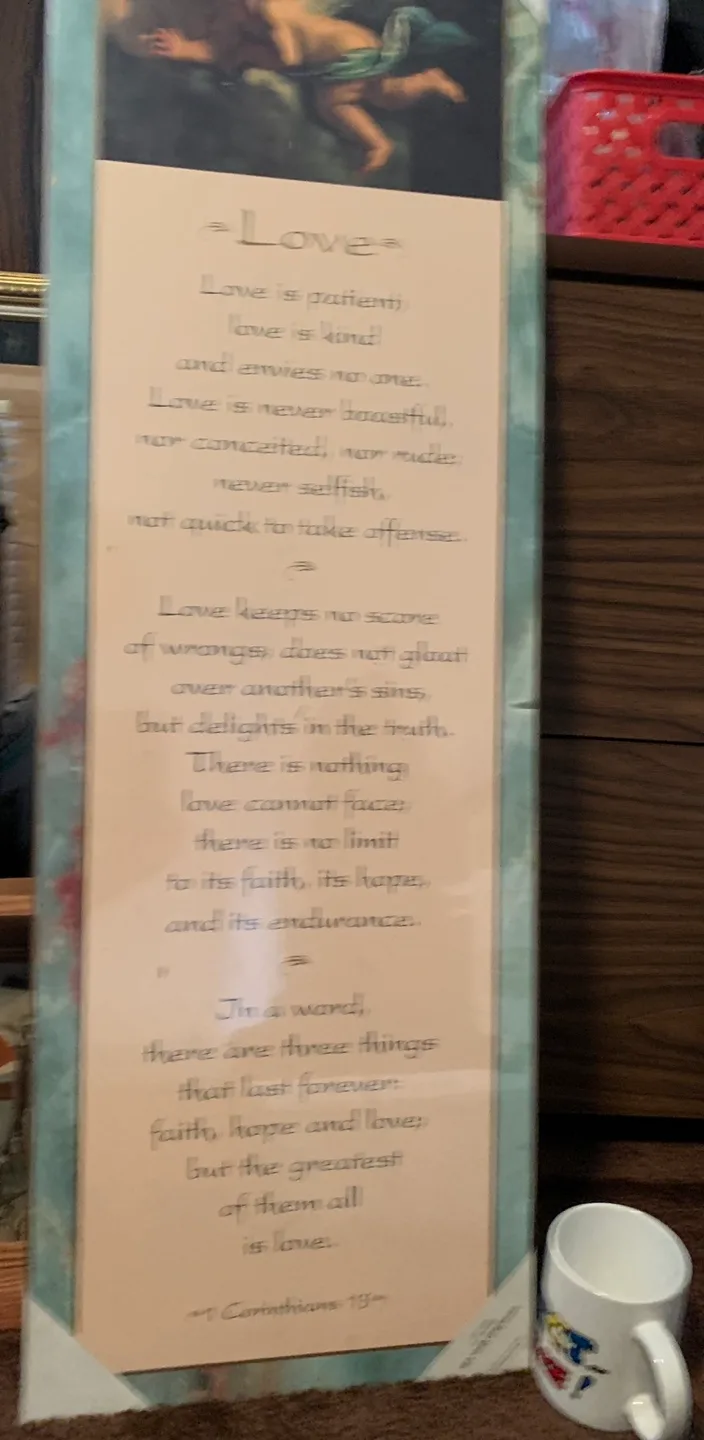 Love
Love is patient;
love is kind
and envies no one.
Love is never boastful,
nor conceited, nor rude;
never selfish,
not quick to take offense.
Love keeps no score
of wrongs; does not gloat
over another's sins,
but delights in the truth.
There is nothing
love cannot face;
there is no limit
to its faith, its hope,
and its endurance.
In a word,
there are three things
that last forever:
faith, hope and love;
but the greatest
of them all
is love.
1 Corinthians 13